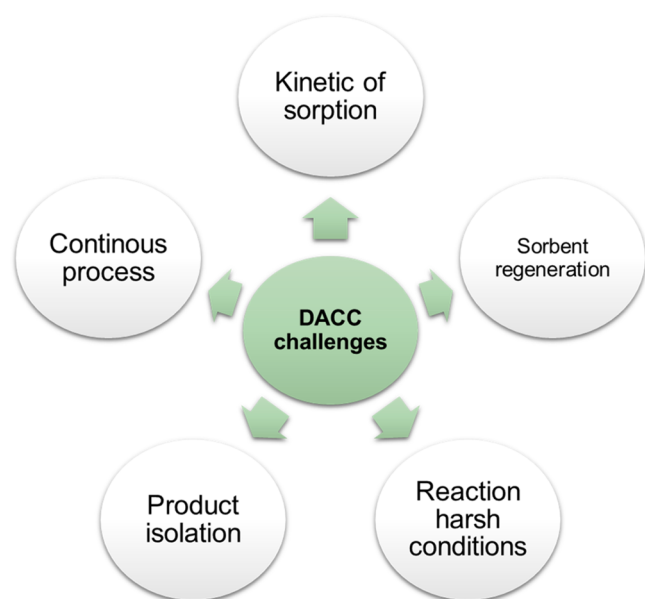 Kinetic of
sorption
Continous
process
Sorbent
regeneration
DACC
challenges
Product
isolation
Reaction
harsh
conditions